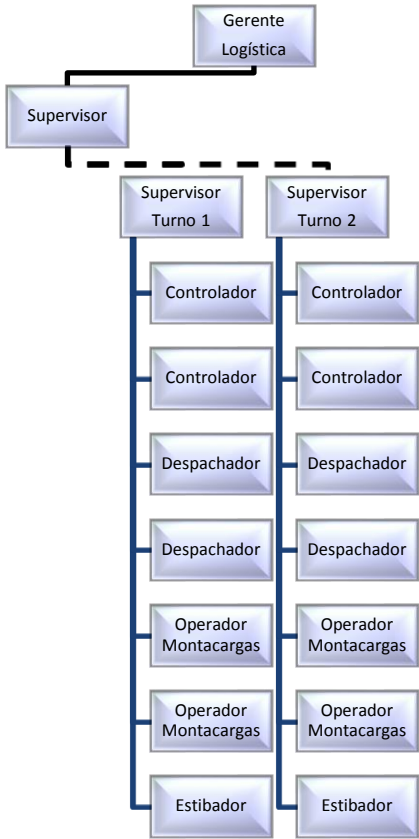 Gerente
Logística
Supervisor
Supervisor
Turno 1
Supervisor
Turno 2
Controlador
Controlador
Controlador
Controlador
Despachador
Despachador
Despachador
Despachador
Operador
Montacargas
Operador
Montacargas
Operador
Montacargas
Operador
Montacargas
Estibador
Estibador